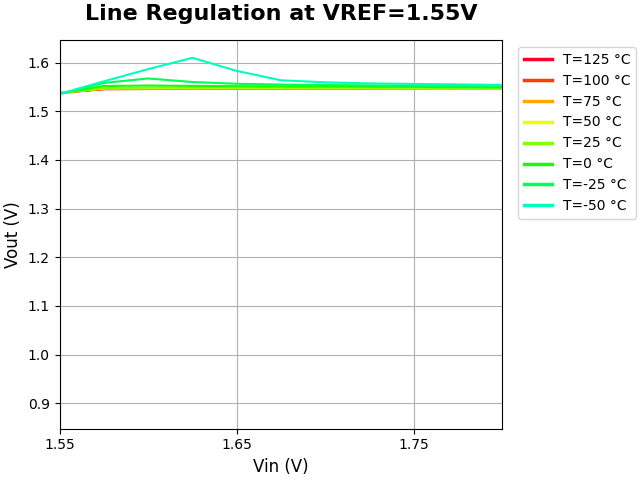 Line Regulation at VREF=1.55V
Vout (V)
1.6
1.5
1.4
1.3
1.2
1.1
1.0
0.9
1.55
1.65
1.75
Vin (V)
T=125 °C
T=100 °C
T=75 °C
T=50 °C
T=25 °C
T=0 °C
T=-25 °C
T=-50 °C